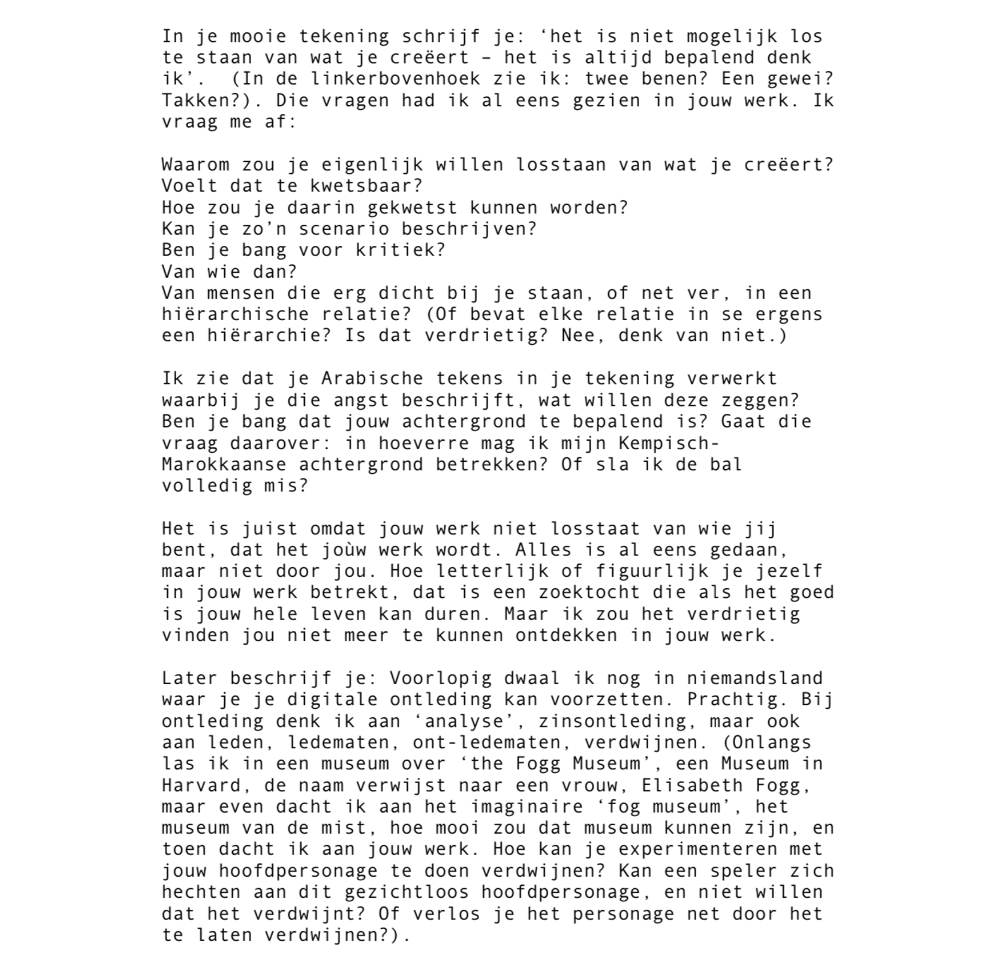 In je mooie tekening schrijf je: ‘het is niet mogelijk los
te staan van wat je creëert – het is altijd bepalend denk
ik’.  (In de linkerbovenhoek zie ik: twee benen? Een gewei?
Takken?). Die vragen had ik al eens gezien in jouw werk. Ik
vraag me af:

Waarom zou je eigenlijk willen losstaan van wat je creëert?
Voelt dat te kwetsbaar?
Hoe zou je daarin gekwetst kunnen worden?
Kan je zo’n scenario beschrijven?
Ben je bang voor kritiek?
Van wie dan?
Van mensen die erg dicht bij je staan, of net ver, in een
hiërarchische relatie? (Of bevat elke relatie in se ergens
een hiërarchie? Is dat verdrietig? Nee, denk van niet.)

Ik zie dat je Arabische tekens in je tekening verwerkt
waarbij je die angst beschrijft, wat willen deze zeggen?
Ben je bang dat jouw achtergrond te bepalend is? Gaat die
vraag daarover: in hoeverre mag ik mijn Kempisch-
Marokkaanse achtergrond betrekken? Of sla ik de bal
volledig mis?

Het is juist omdat jouw werk niet losstaat van wie jij
bent, dat het joùw werk wordt. Alles is al eens gedaan,
maar niet door jou. Hoe letterlijk of figuurlijk je jezelf
in jouw werk betrekt, dat is een zoektocht die als het goed
is jouw hele leven kan duren. Maar ik zou het verdrietig
vinden jou niet meer te kunnen ontdekken in jouw werk.

Later beschrijf je: Voorlopig dwaal ik nog in niemandsland
waar je je digitale ontleding kan voorzetten. Prachtig. Bij
ontleding denk ik aan ‘analyse’, zinsontleding, maar ook
aan leden, ledematen, ont-ledematen, verdwijnen. (Onlangs
las ik in een museum over ‘the Fogg Museum’, een Museum in
Harvard, de naam verwijst naar een vrouw, Elisabeth Fogg,
maar even dacht ik aan het imaginaire ‘fog museum’, het
museum van de mist, hoe mooi zou dat museum kunnen zijn, en
toen dacht ik aan jouw werk. Hoe kan je experimenteren met
jouw hoofdpersonage te doen verdwijnen? Kan een speler zich
hechten aan dit gezichtloos hoofdpersonage, en niet willen
dat het verdwijnt? Of verlos je het personage net door het
te laten verdwijnen?).